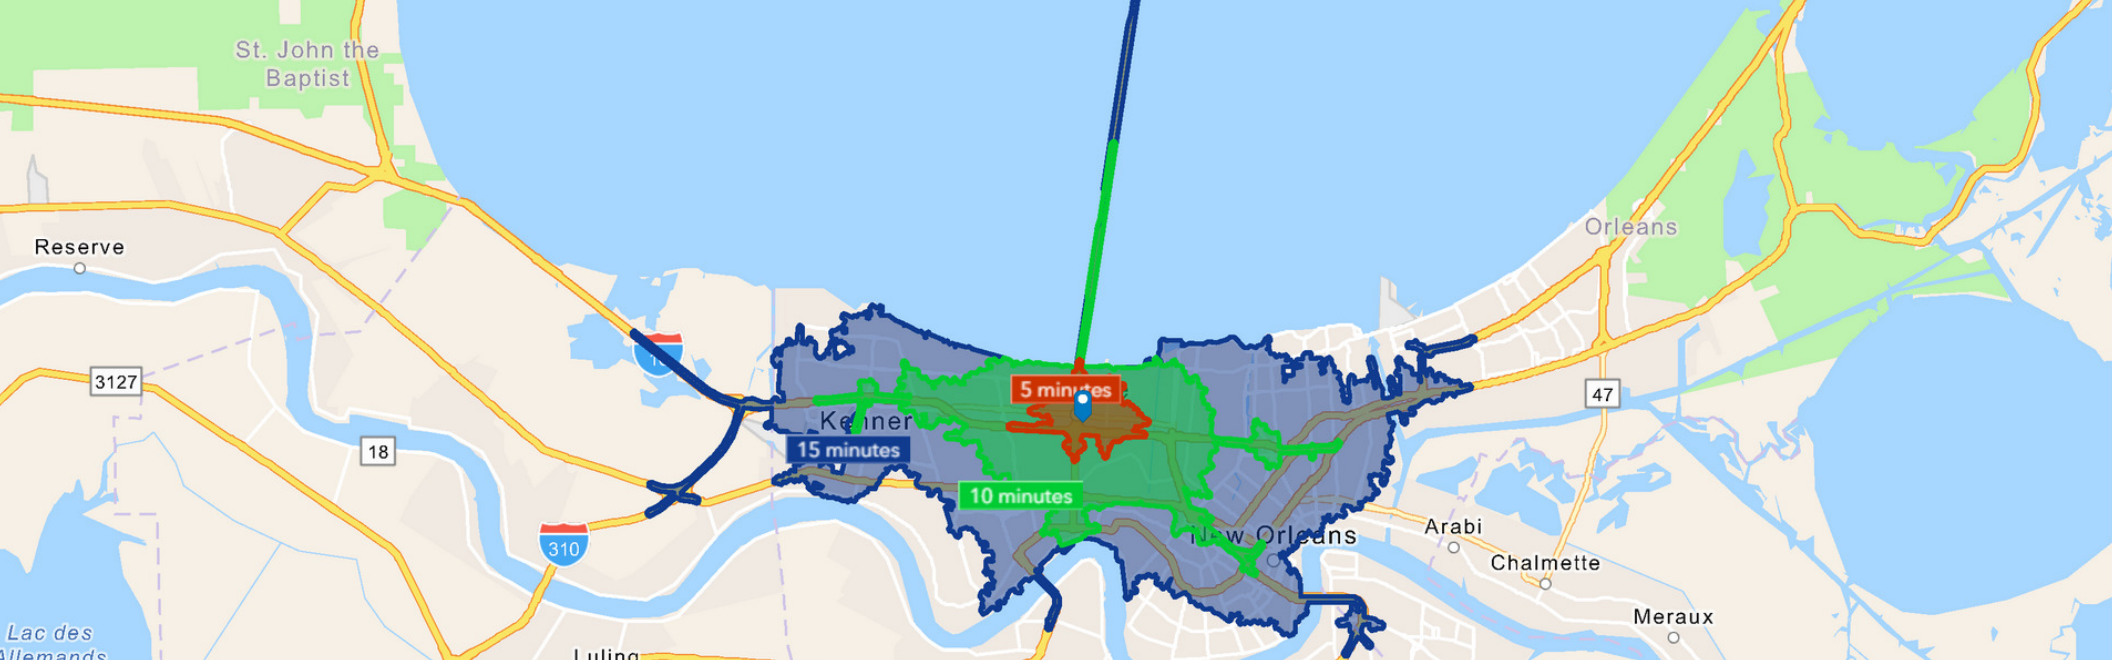 St. John the
Baptist
Orleans
Reserve
3127
5 minutes
47
Kenner
18
15 minutes
10 minutes
Arabi
New Orleans
310
Chalmette
Meraux
Lac des
Allemands
Luling